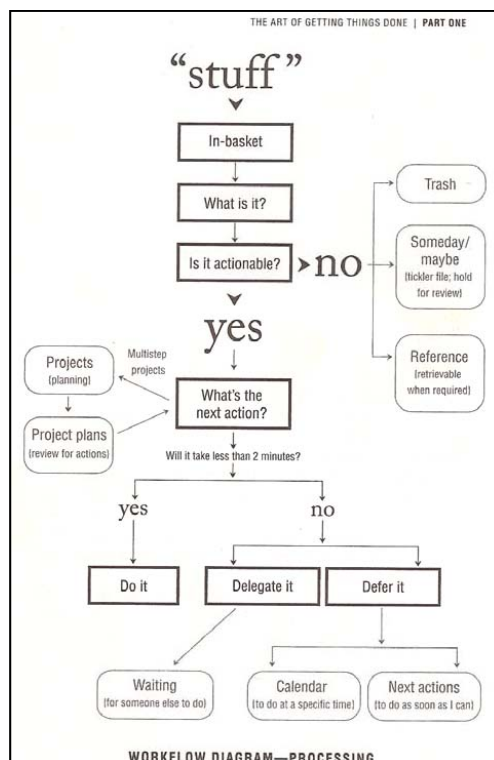 THE ART OF GETTING THINGS DONE | PART ONE
“stuff”
In-basket
What is it?
Is it actionable?
no
Trash
Someday/
maybe
(tickler file; hold
for review)
Reference
(retrievable
when required)
yes
Multistep
projects
Projects
(planning)
Project plans
(review for actions)
What's the
next action?
Will it take less than 2 minutes?
yes
no
Do it
Delegate it
Defer it
Waiting
(for someone else to do)
Calendar
(to do at a specific time)
Next actions
(to do as soon as I can)
WORKFLOW DIAGRAM—PROCESSING